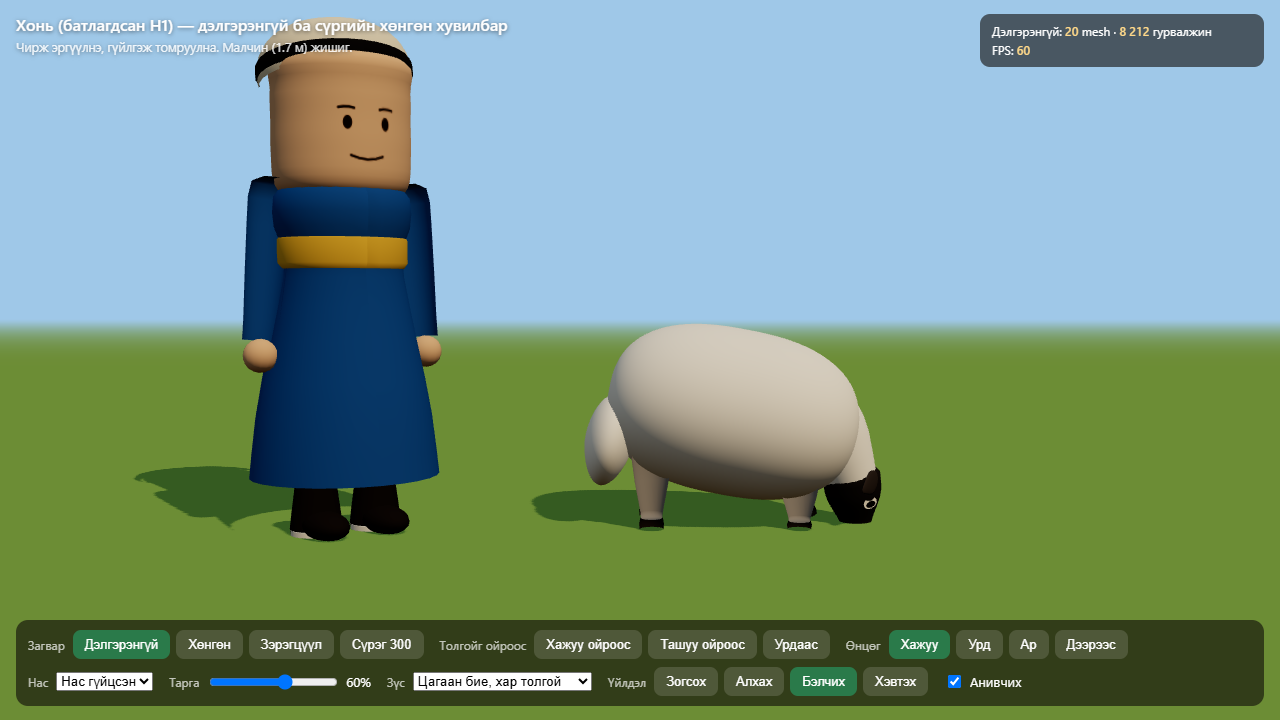 Хонь (батлагдсан H1) — дэлгэрэнгүй ба сүргийн хөнгөн хувилбар
Чирж эргүүлнэ, гүйлгэж томруулна. Малчин (1.7 м) жишиг.
Дэлгэрэнгүй: 20 mesh · 8 212 гурвалжин
FPS: 60
Загвар Дэлгэрэнгүй Хөнгөн Зэрэгцүүл Сүрэг 300 Толгойг ойроос Хажуу ойроос Ташуу ойроос Урдаас Өнцөг Хажуу Урд Ар Дээрээс
Нас Нас гүйцсэн Тарга 60% Зүс Цагаан бие, хар толгой Үйлдэл Зогсох Алхах Бэлчих Хэвтэх Анивчих